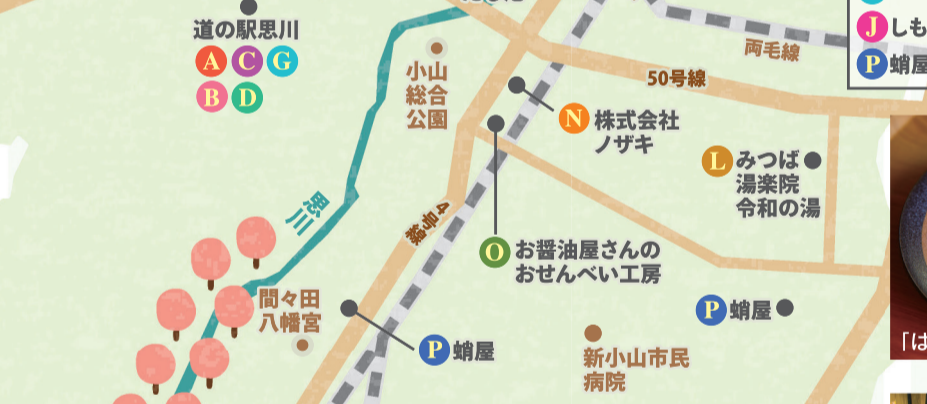 道の駅思川
A C G
B D
小山
総合
公園
両毛線
50号線
J しも
P 蛸屋
N 株式会社
ノザキ
L みつば
湯楽院
令和の湯
思川
4号線
O お醤油屋さんの
おせんべい工房
間々田
八幡宮
P 蛸屋
P 蛸屋
新小山市民
病院
「は